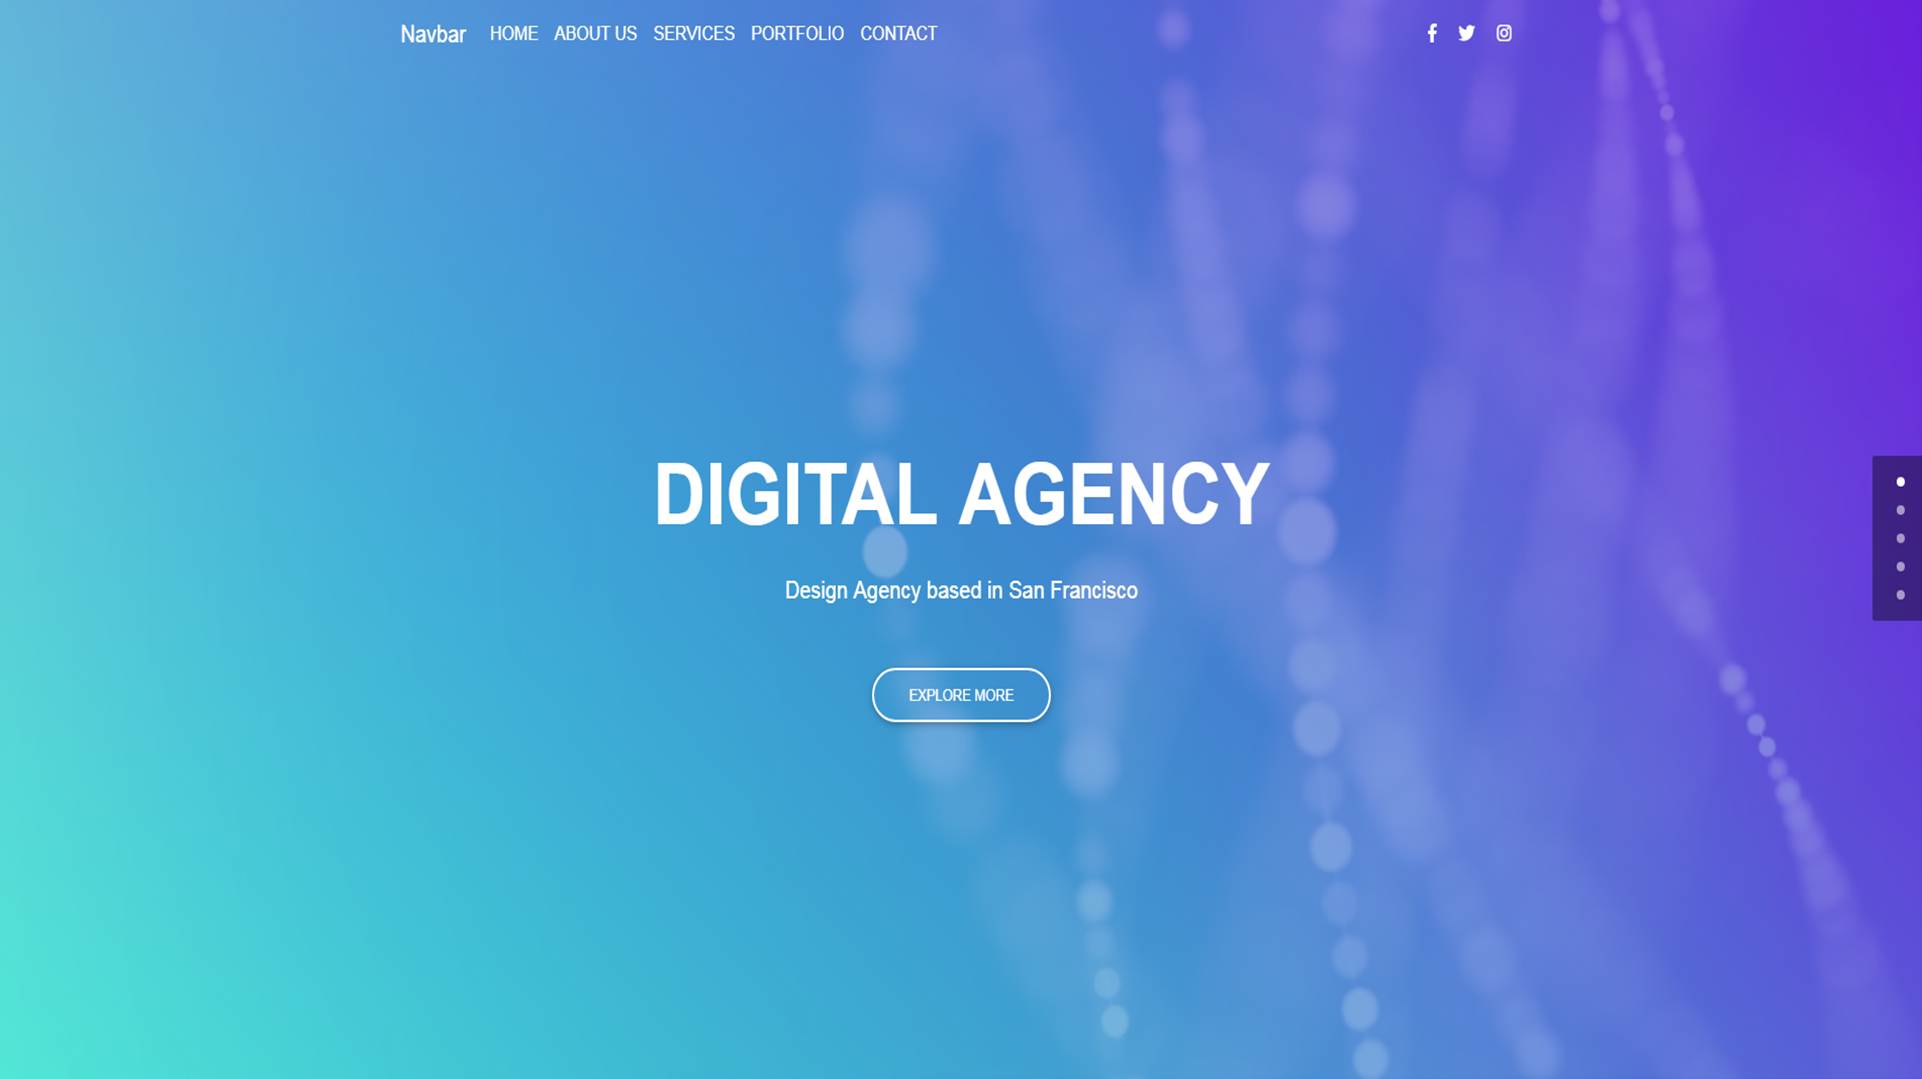 Navbar HOME ABOUT US SERVICES PORTFOLIO CONTACT
DIGITAL AGENCY
Design Agency based in San Francisco
EXPLORE MORE